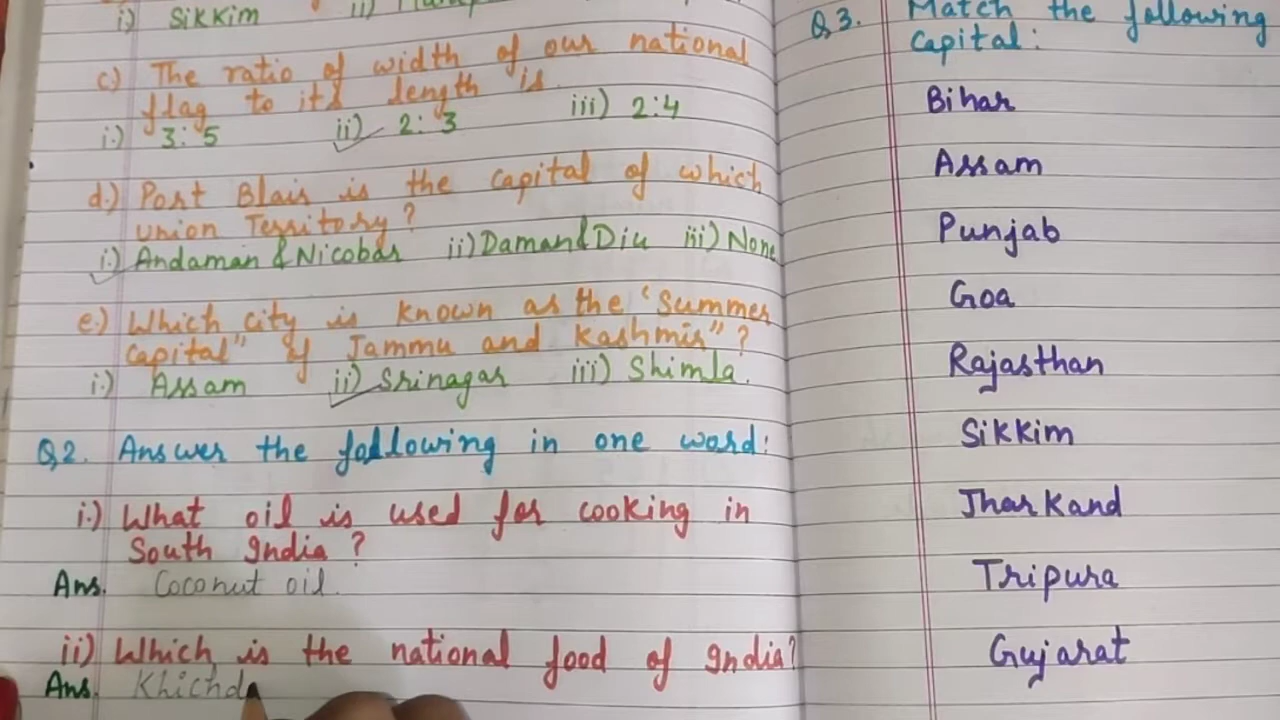 i) Sikkim ii)
c) The ratio of width of our national
flag to its length is
i.) 3:5 ii) 2:3 iii) 2:4
d.) Port Blair is the capital of which
union Territory?
i.) Andaman & Nicobar ii) Daman & Diu iii) None
e.) Which city is known as the "Summer
Capital" of Jammu and Kashmir"?
i.) Assam ii) Srinagar iii) Shimla.
Q2. Answer the following in one word:
i.) What oil is used for cooking in
South India?
Ans. Coconut oil.
ii) Which is the national food of India?
Ans. Khichd
Q3. Match the following
Capital:
Bihar
Assam
Punjab
Goa
Rajasthan
Sikkim
Jharkand
Tripura
Gujarat